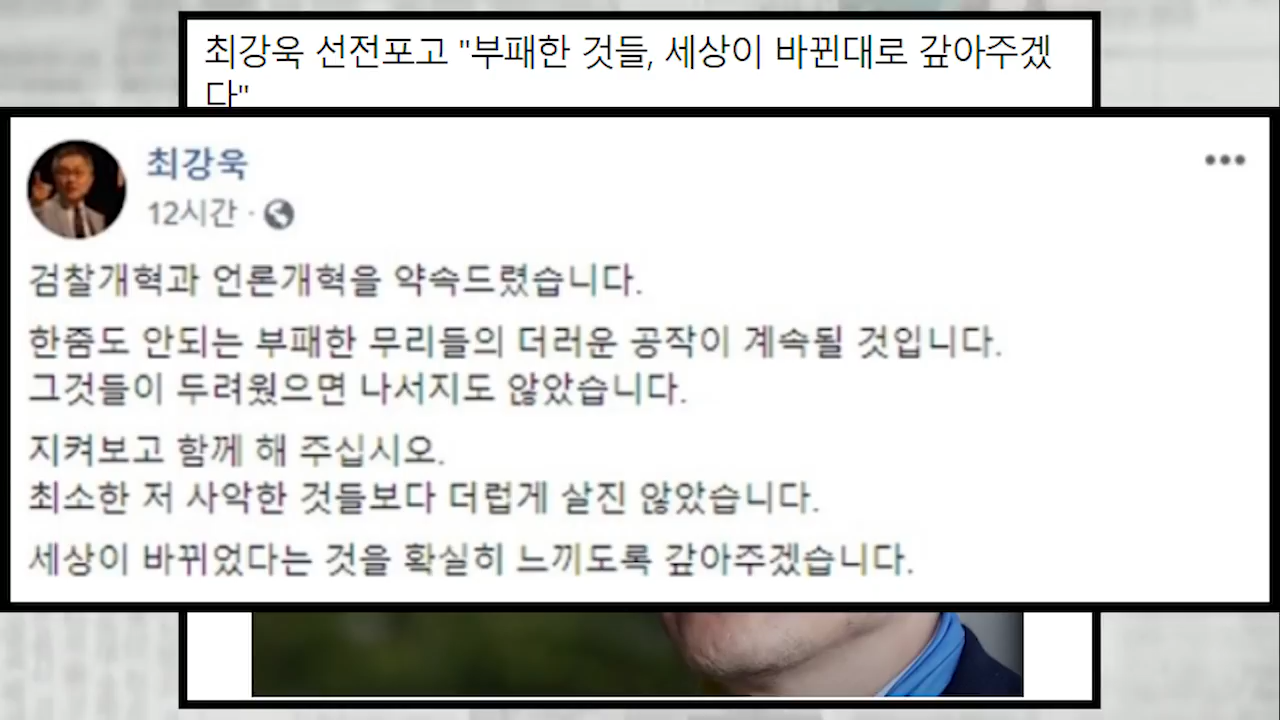 최강욱 선전포고 "부패한 것들, 세상이 바뀐대로 갚아주겠
다"
최강욱
12시간 ·
검찰개혁과 언론개혁을 약속드렸습니다.
한줌도 안되는 부패한 무리들의 더러운 공작이 계속될 것입니다.
그것들이 두려웠으면 나서지도 않았습니다.
지켜보고 함께 해 주십시오.
최소한 저 사악한 것들보다 더럽게 살진 않았습니다.
세상이 바뀌었다는 것을 확실히 느끼도록 갚아주겠습니다.